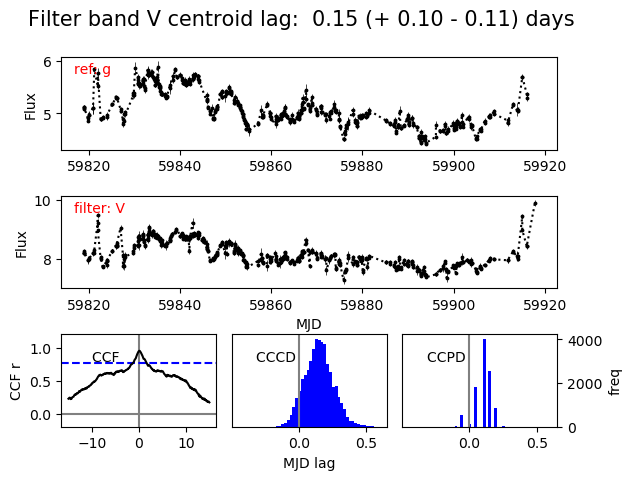 Filter band V centroid lag:  0.15 (+ 0.10 - 0.11) days
ref: g
Flux
6
5
59820 59840 59860 59880 59900 59920
filter: V
Flux
10
8
59820 59840 59860 59880 59900 59920
MJD
CCF
CCF r
1.0
0.5
0.0
−10 0 10
CCCD
0.0 0.5
MJD lag
CCPD
0.0 0.5
4000
2000
0
freq